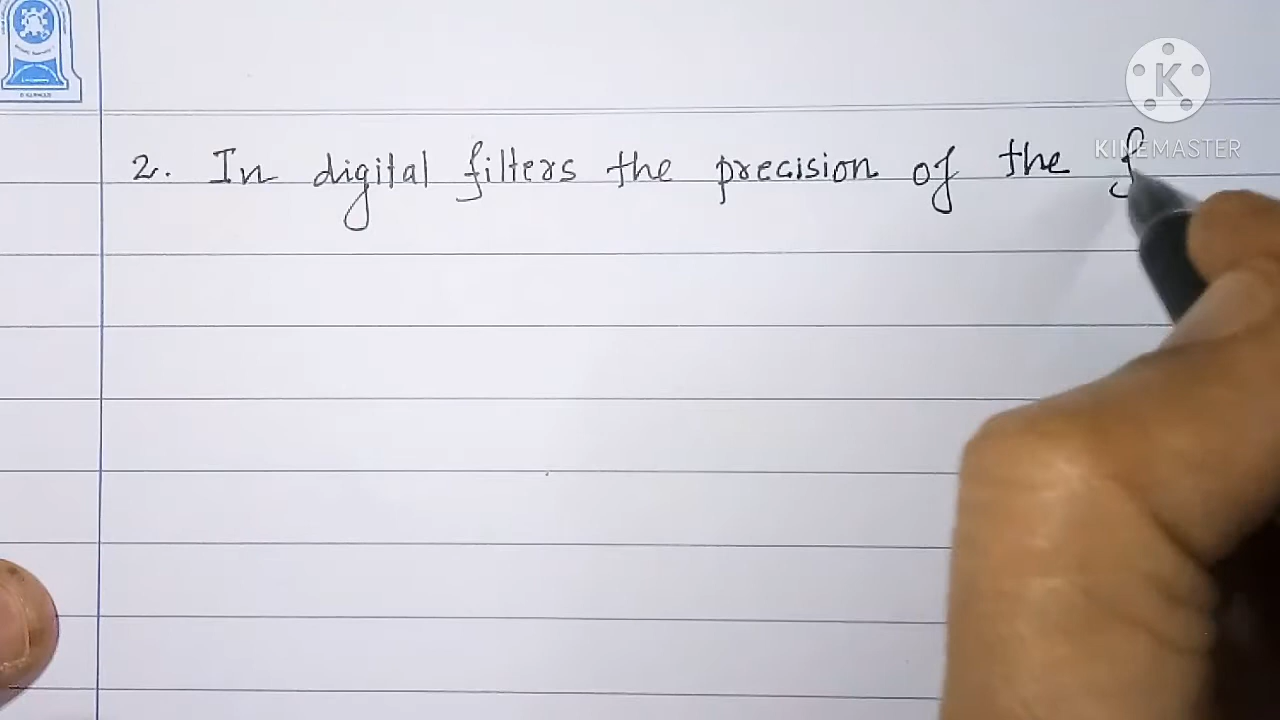 2. In digital filters the precision of the f
K
KINEMASTER